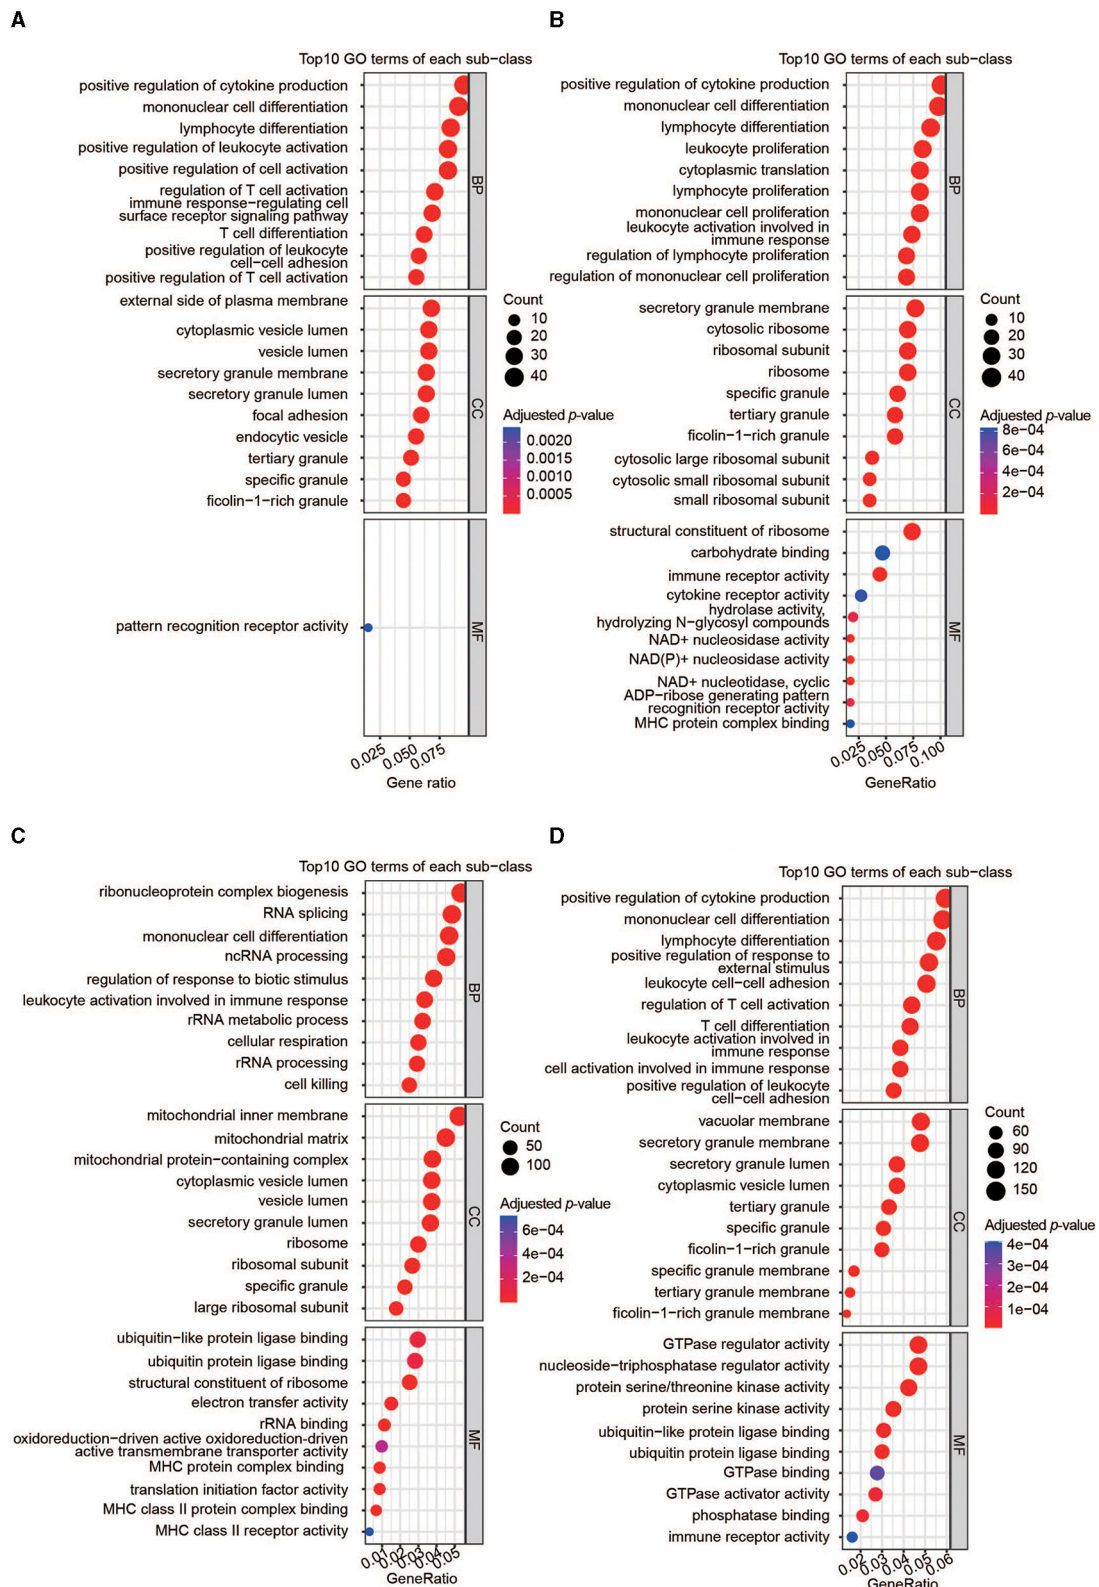 A
Top10 GO terms of each sub−class
positive regulation of cytokine production
mononuclear cell differentiation
lymphocyte differentiation
positive regulation of leukocyte activation
positive regulation of cell activation
regulation of T cell activation
immune response−regulating cell
surface receptor signaling pathway
T cell differentiation
positive regulation of leukocyte
cell−cell adhesion
positive regulation of T cell activation
BP
external side of plasma membrane
cytoplasmic vesicle lumen
vesicle lumen
secretory granule membrane
secretory granule lumen
focal adhesion
endocytic vesicle
tertiary granule
specific granule
ficolin−1−rich granule
CC
pattern recognition receptor activity
MF
0.025
0.050
0.075
Gene ratio
Count
10
20
30
40
Adjuested p-value
0.0020
0.0015
0.0010
0.0005
B
Top10 GO terms of each sub−class
positive regulation of cytokine production
mononuclear cell differentiation
lymphocyte differentiation
leukocyte proliferation
cytoplasmic translation
lymphocyte proliferation
mononuclear cell proliferation
leukocyte activation involved in
immune response
regulation of lymphocyte proliferation
regulation of mononuclear cell proliferation
BP
secretory granule membrane
cytosolic ribosome
ribosomal subunit
ribosome
specific granule
tertiary granule
ficolin−1−rich granule
cytosolic large ribosomal subunit
cytosolic small ribosomal subunit
small ribosomal subunit
CC
structural constituent of ribosome
carbohydrate binding
immune receptor activity
cytokine receptor activity
hydrolase activity,
hydrolyzing N−glycosyl compounds
NAD+ nucleosidase activity
NAD(P)+ nucleosidase activity
NAD+ nucleotidase, cyclic
ADP−ribose generating pattern
recognition receptor activity
MHC protein complex binding
MF
0.025
0.050
0.075
0.100
GeneRatio
Count
10
20
30
40
Adjuested p-value
8e−04
6e−04
4e−04
2e−04
C
Top10 GO terms of each sub−class
ribonucleoprotein complex biogenesis
RNA splicing
mononuclear cell differentiation
ncRNA processing
regulation of response to biotic stimulus
leukocyte activation involved in immune response
rRNA metabolic process
cellular respiration
rRNA processing
cell killing
BP
mitochondrial inner membrane
mitochondrial matrix
mitochondrial protein−containing complex
cytoplasmic vesicle lumen
vesicle lumen
secretory granule lumen
ribosome
ribosomal subunit
specific granule
large ribosomal subunit
CC
ubiquitin−like protein ligase binding
ubiquitin protein ligase binding
structural constituent of ribosome
electron transfer activity
rRNA binding
oxidoreduction−driven active oxidoreduction-driven
active transmembrane transporter activity
MHC protein complex binding
translation initiation factor activity
MHC class II protein complex binding
MHC class II receptor activity
MF
0.01
0.02
0.03
0.04
0.05
GeneRatio
Count
50
100
Adjuested p-value
6e−04
4e−04
2e−04
D
Top10 GO terms of each sub−class
positive regulation of cytokine production
mononuclear cell differentiation
lymphocyte differentiation
positive regulation of response to
external stimulus
leukocyte cell−cell adhesion
regulation of T cell activation
T cell differentiation
leukocyte activation involved in
immune response
cell activation involved in immune response
positive regulation of leukocyte
cell−cell adhesion
BP
vacuolar membrane
secretory granule membrane
secretory granule lumen
cytoplasmic vesicle lumen
tertiary granule
specific granule
ficolin−1−rich granule
specific granule membrane
tertiary granule membrane
ficolin−1−rich granule membrane
CC
GTPase regulator activity
nucleoside−triphosphatase regulator activity
protein serine/threonine kinase activity
protein serine kinase activity
ubiquitin−like protein ligase binding
ubiquitin protein ligase binding
GTPase binding
GTPase activator activity
phosphatase binding
immune receptor activity
MF
0.02
0.03
0.04
0.05
0.06
GeneRatio
Count
60
90
120
150
Adjuested p-value
4e−04
3e−04
2e−04
1e−04